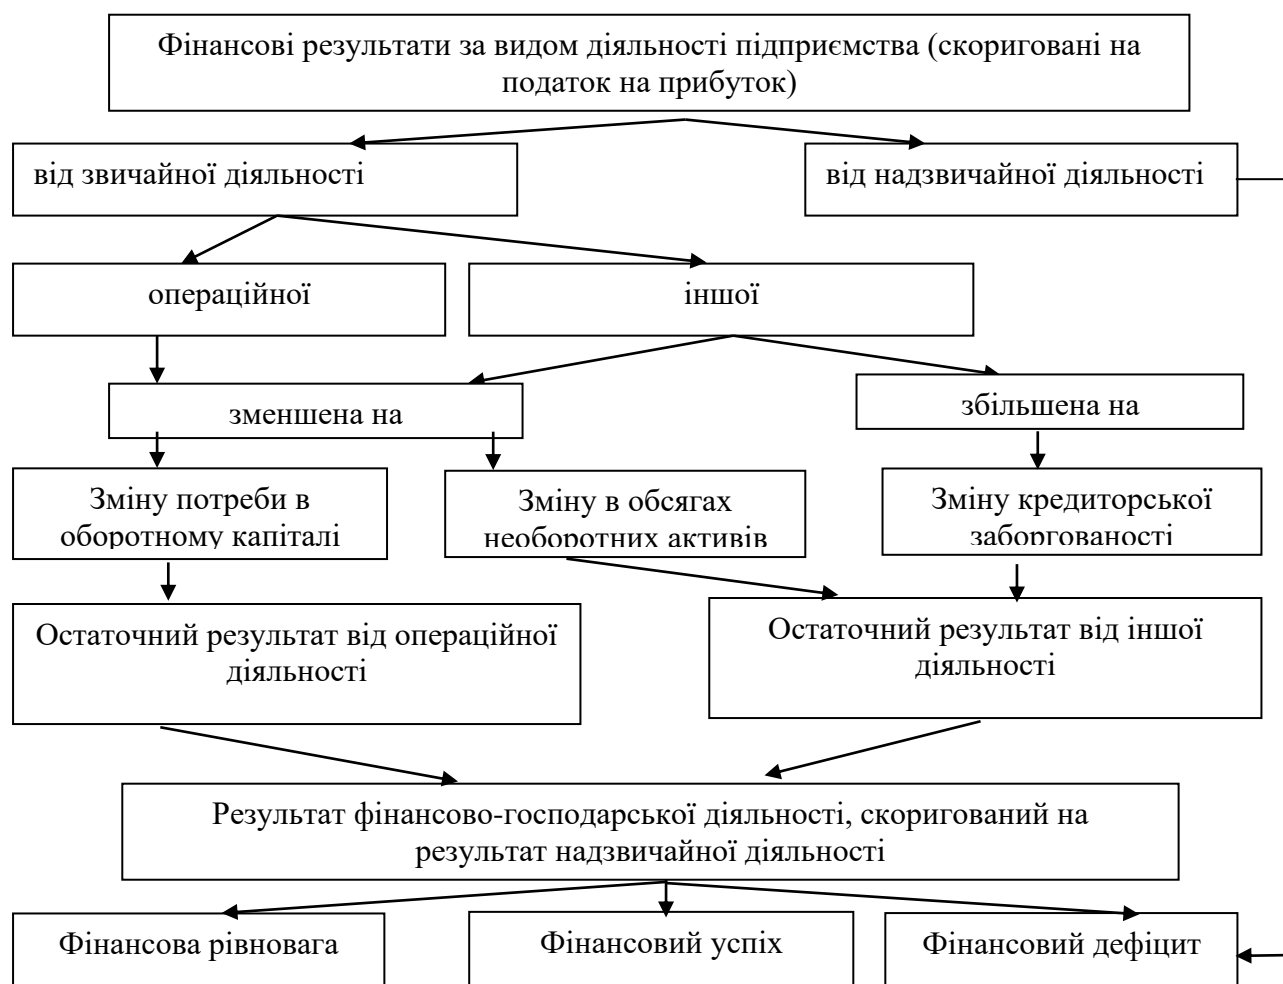 Фінансові результати за видом діяльності підприємства (скориговані на
податок на прибуток)
від звичайної діяльності
від надзвичайної діяльності
операційної
іншої
зменшена на
збільшена на
Зміну потреби в
оборотному капіталі
Зміну в обсягах
необоротних активів
Зміну кредиторської
заборгованості
Остаточний результат від операційної
діяльності
Остаточний результат від іншої
діяльності
Результат фінансово-господарської діяльності, скоригований на
результат надзвичайної діяльності
Фінансова рівновага
Фінансовий успіх
Фінансовий дефіцит